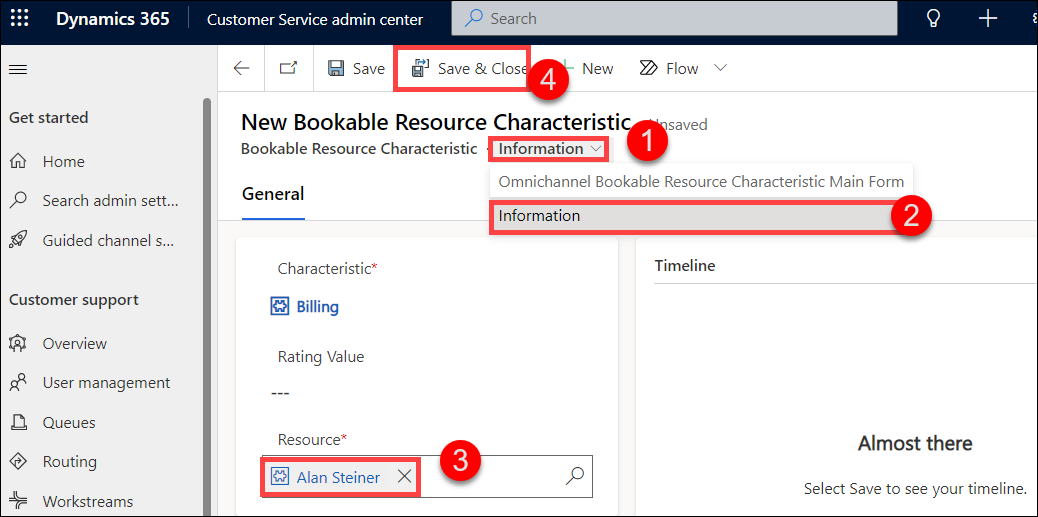 Dynamics 365 Customer Service admin center Search
Save Save & Close New Flow
4
New Bookable Resource Characteristic Unsaved
Bookable Resource Characteristic · Information
1
Omnichannel Bookable Resource Characteristic Main Form
Information
2
General
Get started
Home
Search admin sett...
Guided channel s...
Customer support
Overview
User management
Queues
Routing
Workstreams
Characteristic*
Billing
Rating Value
---
Resource*
Alan Steiner
3
Timeline
Almost there
Select Save to see your timeline.